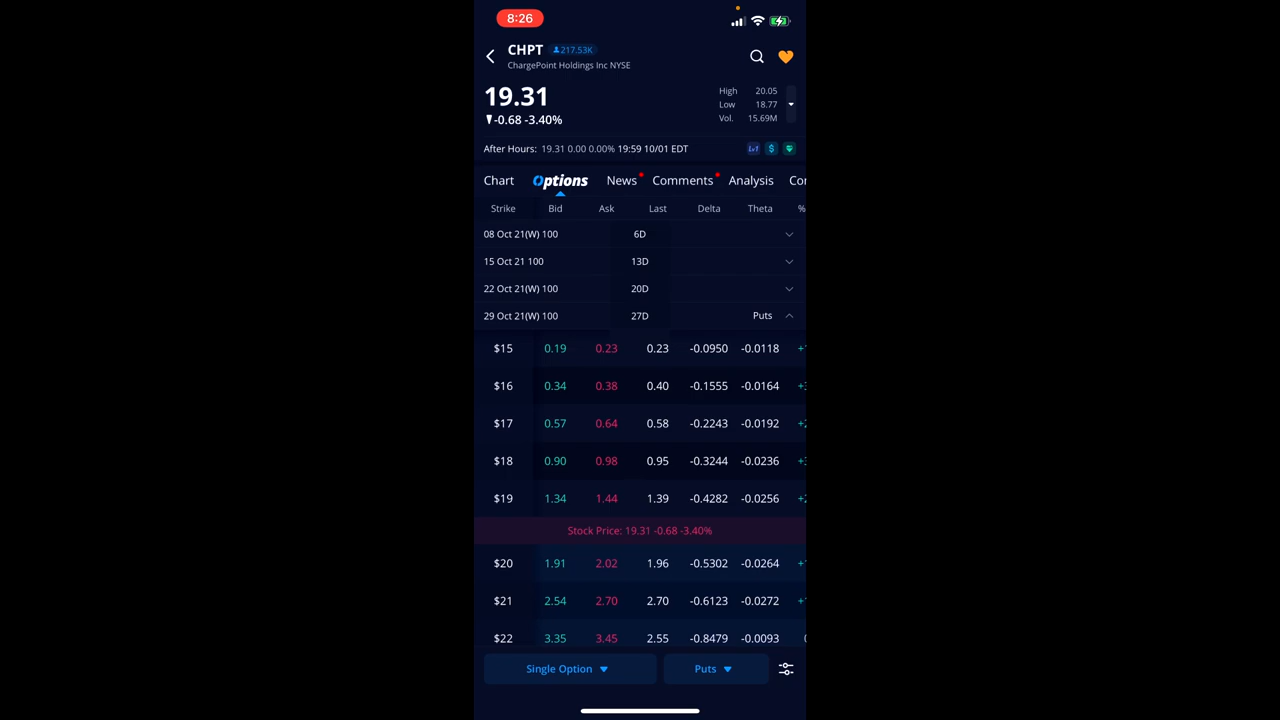 8:26
CHPT 217.53K
ChargePoint Holdings Inc NYSE
19.31
-0.68 -3.40%
High 20.05
Low 18.77
Vol. 15.69M
After Hours: 19.31 0.00 0.00% 19:59 10/01 EDT
Chart Options News Comments Analysis Cor
Strike Bid Ask Last Delta Theta %
08 Oct 21(W) 100 6D
15 Oct 21 100 13D
22 Oct 21(W) 100 20D
29 Oct 21(W) 100 27D Puts
$15 0.19 0.23 0.23 -0.0950 -0.0118
$16 0.34 0.38 0.40 -0.1555 -0.0164
$17 0.57 0.64 0.58 -0.2243 -0.0192
$18 0.90 0.98 0.95 -0.3244 -0.0236
$19 1.34 1.44 1.39 -0.4282 -0.0256
Stock Price: 19.31 -0.68 -3.40%
$20 1.91 2.02 1.96 -0.5302 -0.0264
$21 2.54 2.70 2.70 -0.6123 -0.0272
$22 3.35 3.45 2.55 -0.8479 -0.0093
Single Option Puts